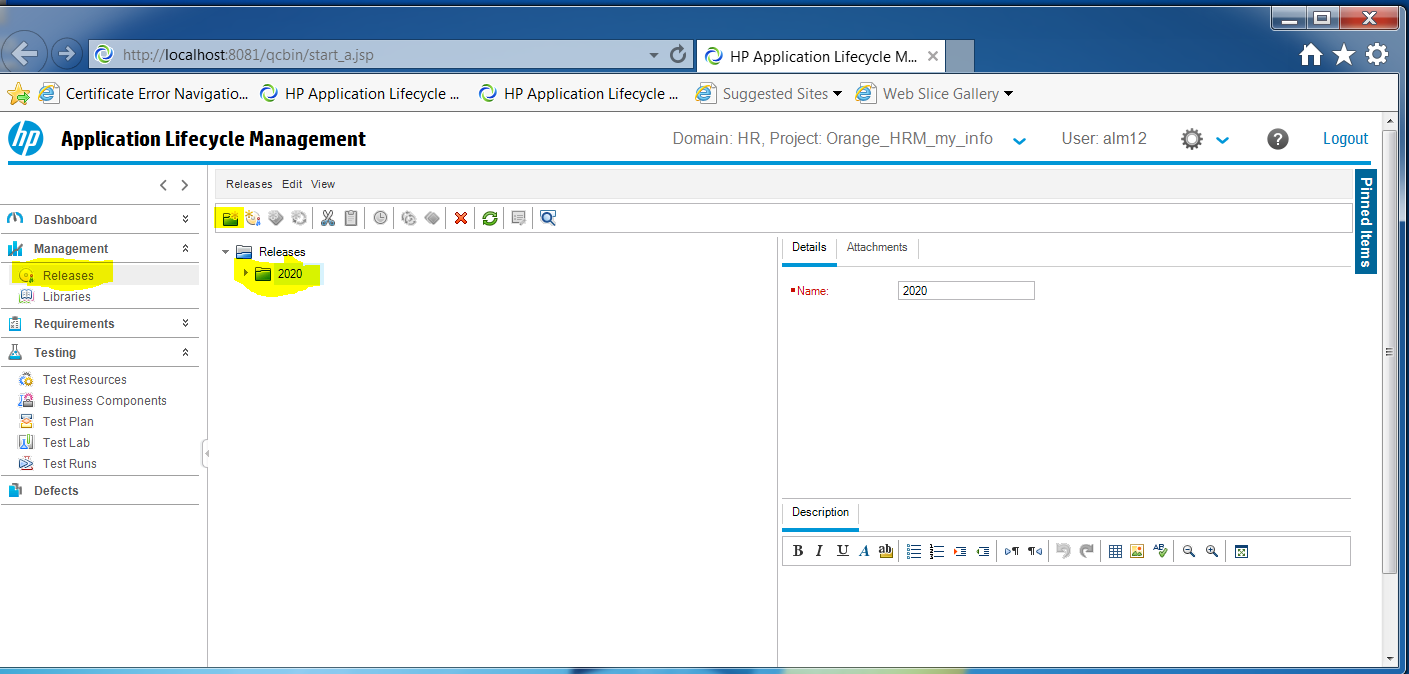 http://localhost:8081/qcbin/start_a.jsp
HP Application Lifecycle M...
Certificate Error Navigatio...
HP Application Lifecycle ...
HP Application Lifecycle ...
Suggested Sites
Web Slice Gallery
hp
Application Lifecycle Management
Domain: HR, Project: Orange_HRM_my_info
User: alm12
?
Logout
Dashboard
Management
Releases
Libraries
Requirements
Testing
Test Resources
Business Components
Test Plan
Test Lab
Test Runs
Defects
Releases Edit View
Releases
2020
Details
Attachments
Name:
2020
Description
B I U A ab
Pinned Items